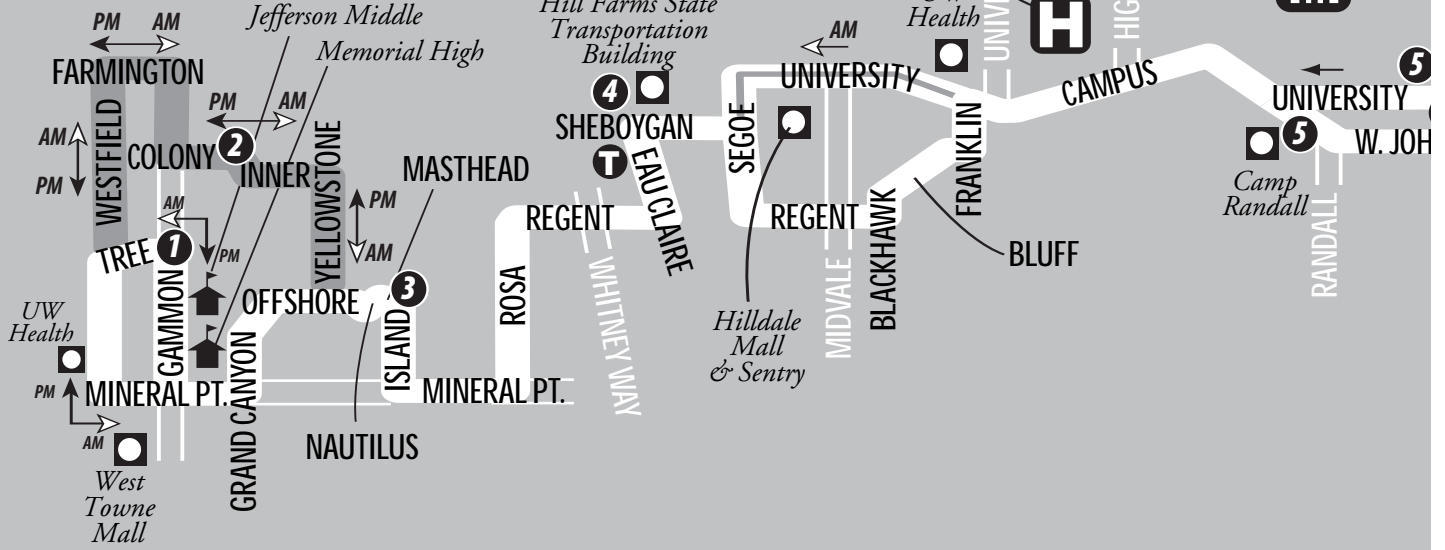 Jefferson Middle
Memorial High
Hill Farms State
Transportation
Building
Health
UNIV
H
HIG
PM
AM
FARMINGTON
AM
UNIVERSITY
CAMPUS
5
UNIVERSITY
5
W. JOH
Camp
Randall
RANDALL
4
SHEBOYGAN
T
EAU CLAIRE
SEGOE
FRANKLIN
PM
AM
WESTFIELD
AM
PM
COLONY
2
INNER
YELLOWSTONE
MASTHEAD
PM
AM
AM
PM
TREE
1
GAMMON
OFFSHORE
3
ISLAND
ROSA
REGENT
WHITNEY WAY
REGENT
MIDVALE
BLACKHAWK
BLUFF
Hilldale
Mall
& Sentry
UW
Health
PM
AM
MINERAL PT.
GRAND CANYON
MINERAL PT.
NAUTILUS
West
Towne
Mall